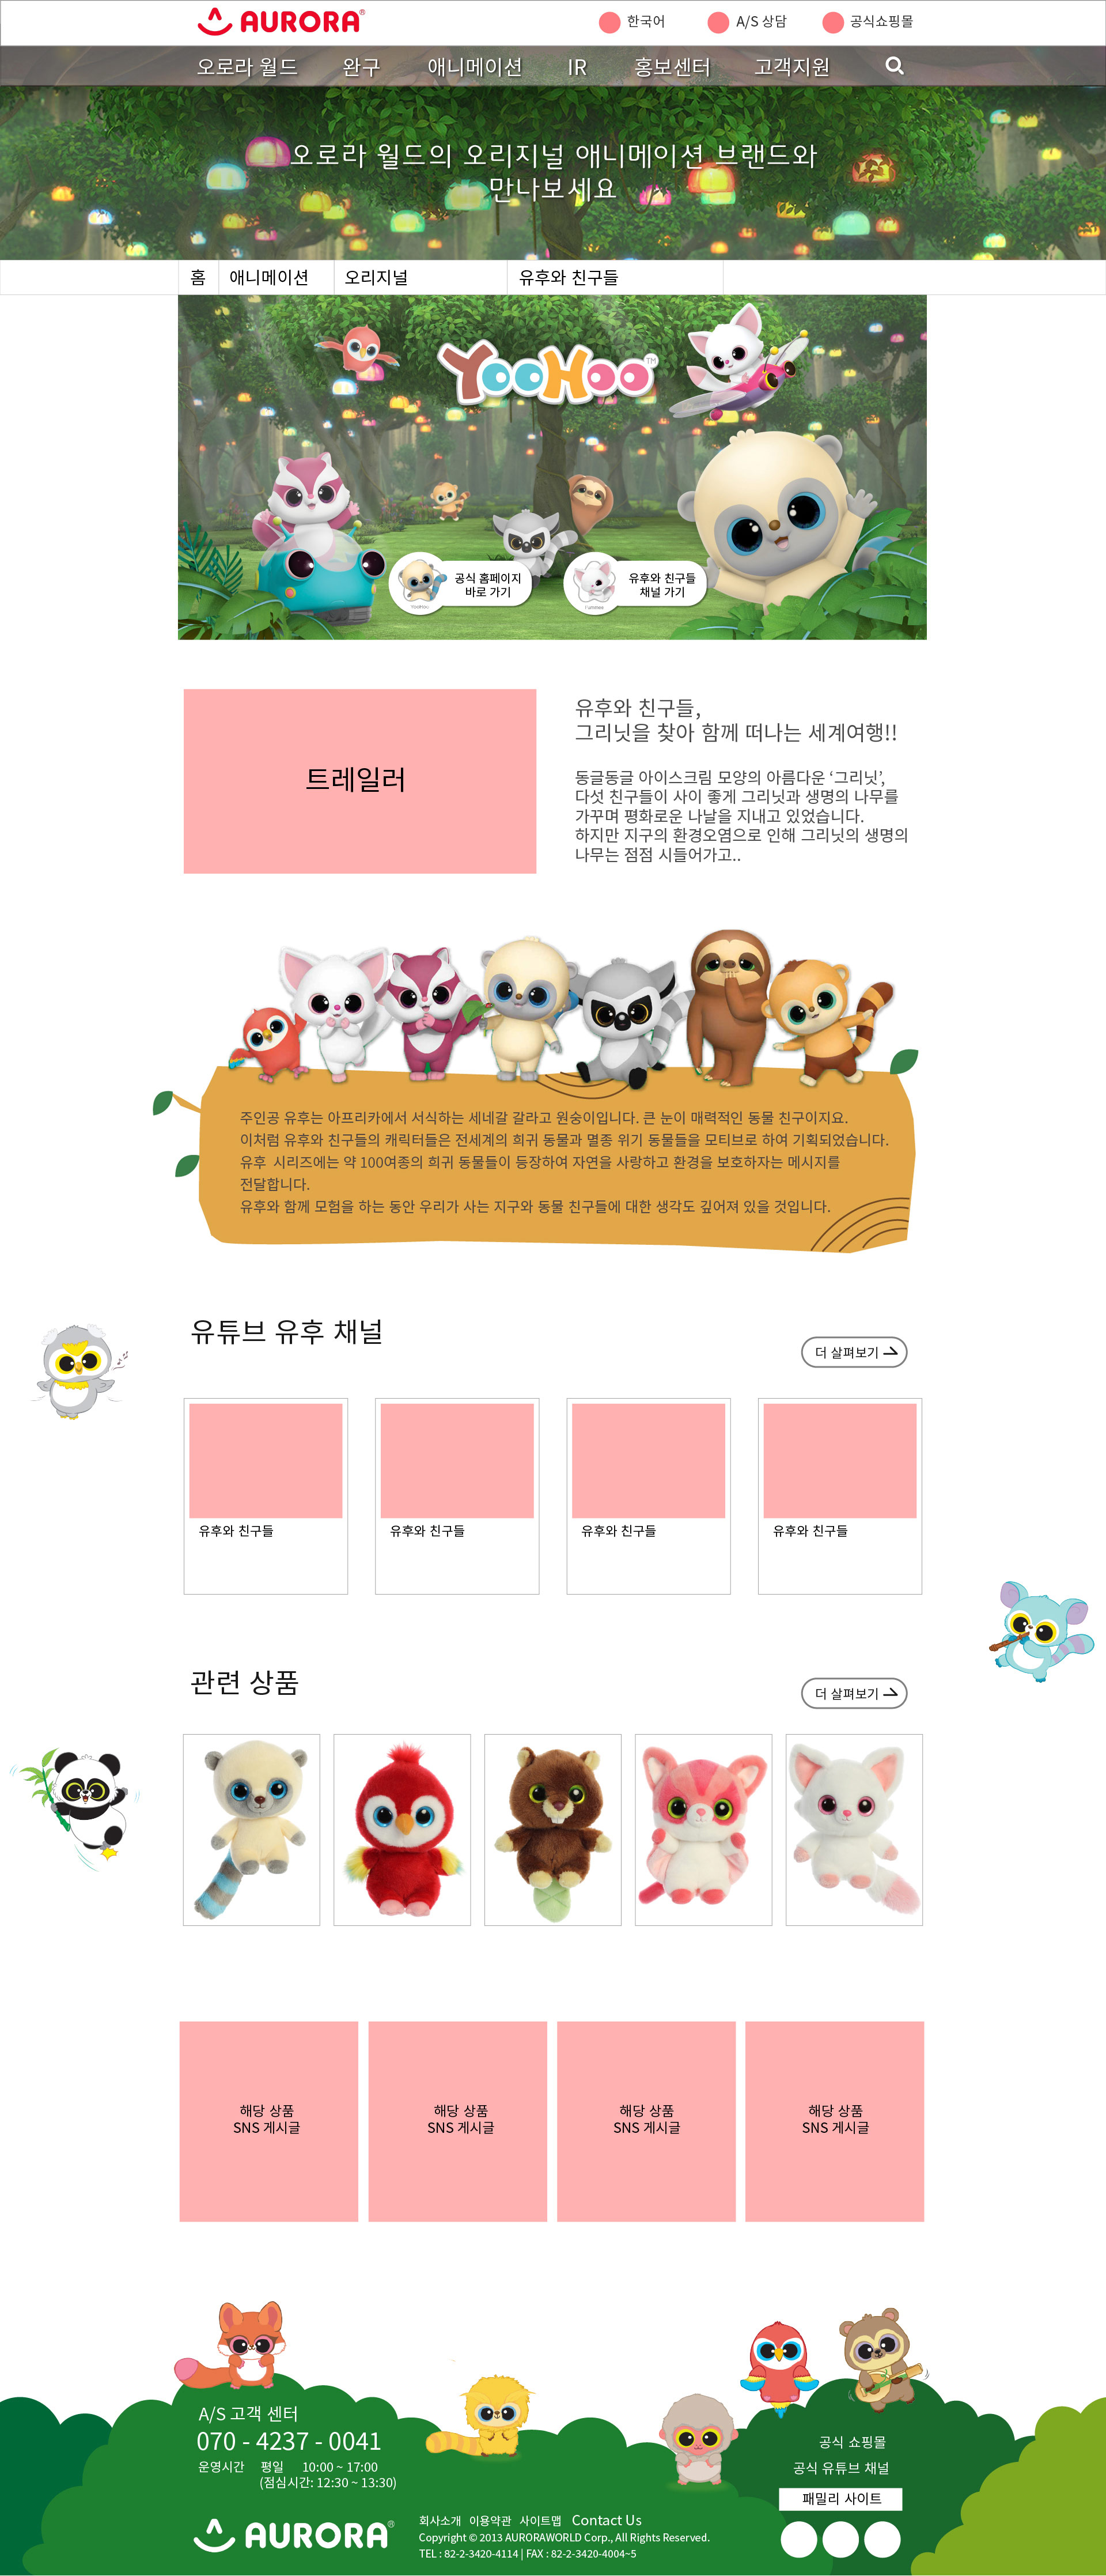 AURORA®
한국어
A/S 상담
공식쇼핑몰
오로라 월드
완구
애니메이션
IR
홍보센터
고객지원
오로라 월드의 오리지널 애니메이션 브랜드와
만나보세요
홈
애니메이션
오리지널
유후와 친구들
YooHoo TM
공식 홈페이지
바로 가기
YooHoo
유후와 친구들
채널 가기
트레일러
유후와 친구들,
그리닛을 찾아 함께 떠나는 세계여행!!
동글동글 아이스크림 모양의 아름다운 ‘그리닛’,
다섯 친구들이 사이 좋게 그리닛과 생명의 나무를
가꾸며 평화로운 나날을 지내고 있었습니다.
하지만 지구의 환경오염으로 인해 그리닛의 생명의
나무는 점점 시들어가고..
주인공 유후는 아프리카에서 서식하는 세네갈 갈라고 원숭이입니다. 큰 눈이 매력적인 동물 친구이지요.
이처럼 유후와 친구들의 캐릭터들은 전세계의 희귀 동물과 멸종 위기 동물들을 모티브로 하여 기획되었습니다.
유후 시리즈에는 약 100여종의 희귀 동물들이 등장하여 자연을 사랑하고 환경을 보호하자는 메시지를
전달합니다.
유후와 함께 모험을 하는 동안 우리가 사는 지구와 동물 친구들에 대한 생각도 깊어져 있을 것입니다.
유튜브 유후 채널
더 살펴보기
유후와 친구들
유후와 친구들
유후와 친구들
유후와 친구들
관련 상품
더 살펴보기
해당 상품
SNS 게시글
해당 상품
SNS 게시글
해당 상품
SNS 게시글
해당 상품
SNS 게시글
A/S 고객 센터
070 - 4237 - 0041
운영시간 평일 10:00 ~ 17:00
(점심시간: 12:30 ~ 13:30)
공식 쇼핑몰
공식 유튜브 채널
패밀리 사이트
AURORA®
회사소개 이용약관 사이트맵 Contact Us
Copyright © 2013 AURORAWORLD Corp., All Rights Reserved.
TEL : 82-2-3420-4114 | FAX : 82-2-3420-4004~5